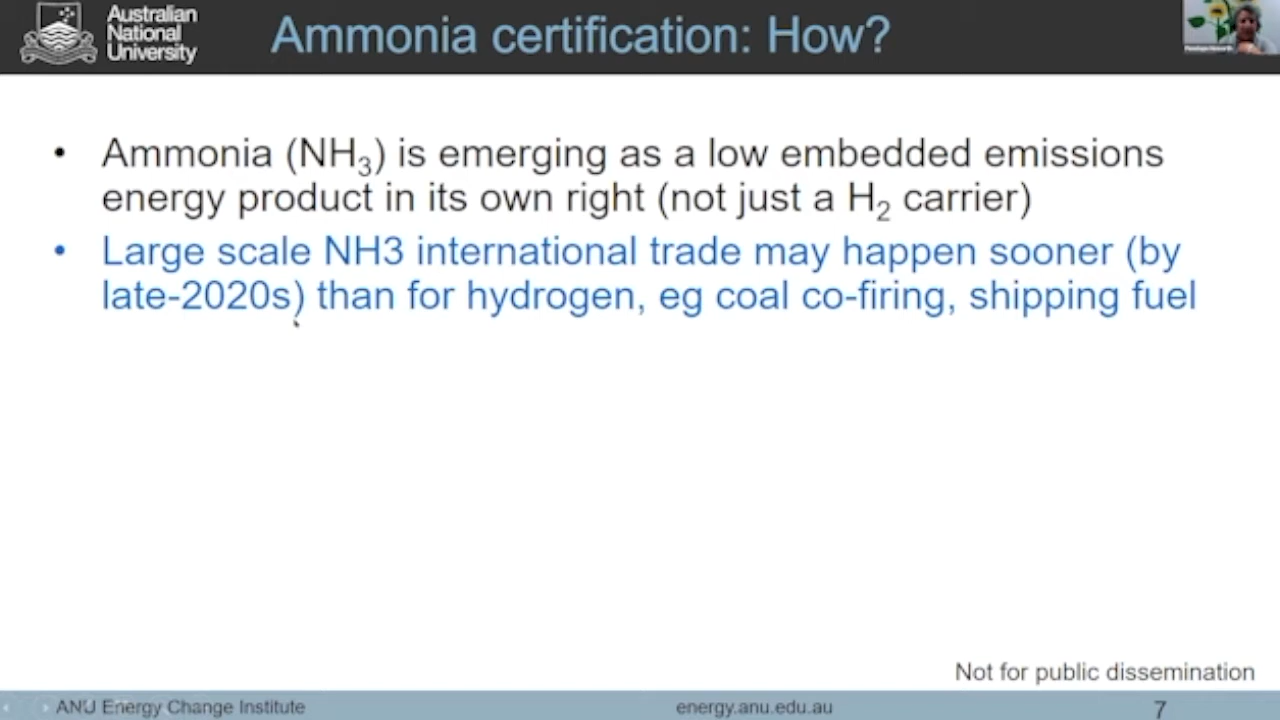 Australian
National
University
Ammonia certification: How?
• Ammonia (NH₃) is emerging as a low embedded emissions
energy product in its own right (not just a H₂ carrier)
• Large scale NH3 international trade may happen sooner (by
late-2020s) than for hydrogen, eg coal co-firing, shipping fuel
Not for public dissemination
ANU Energy Change Institute
energy.anu.edu.au
7